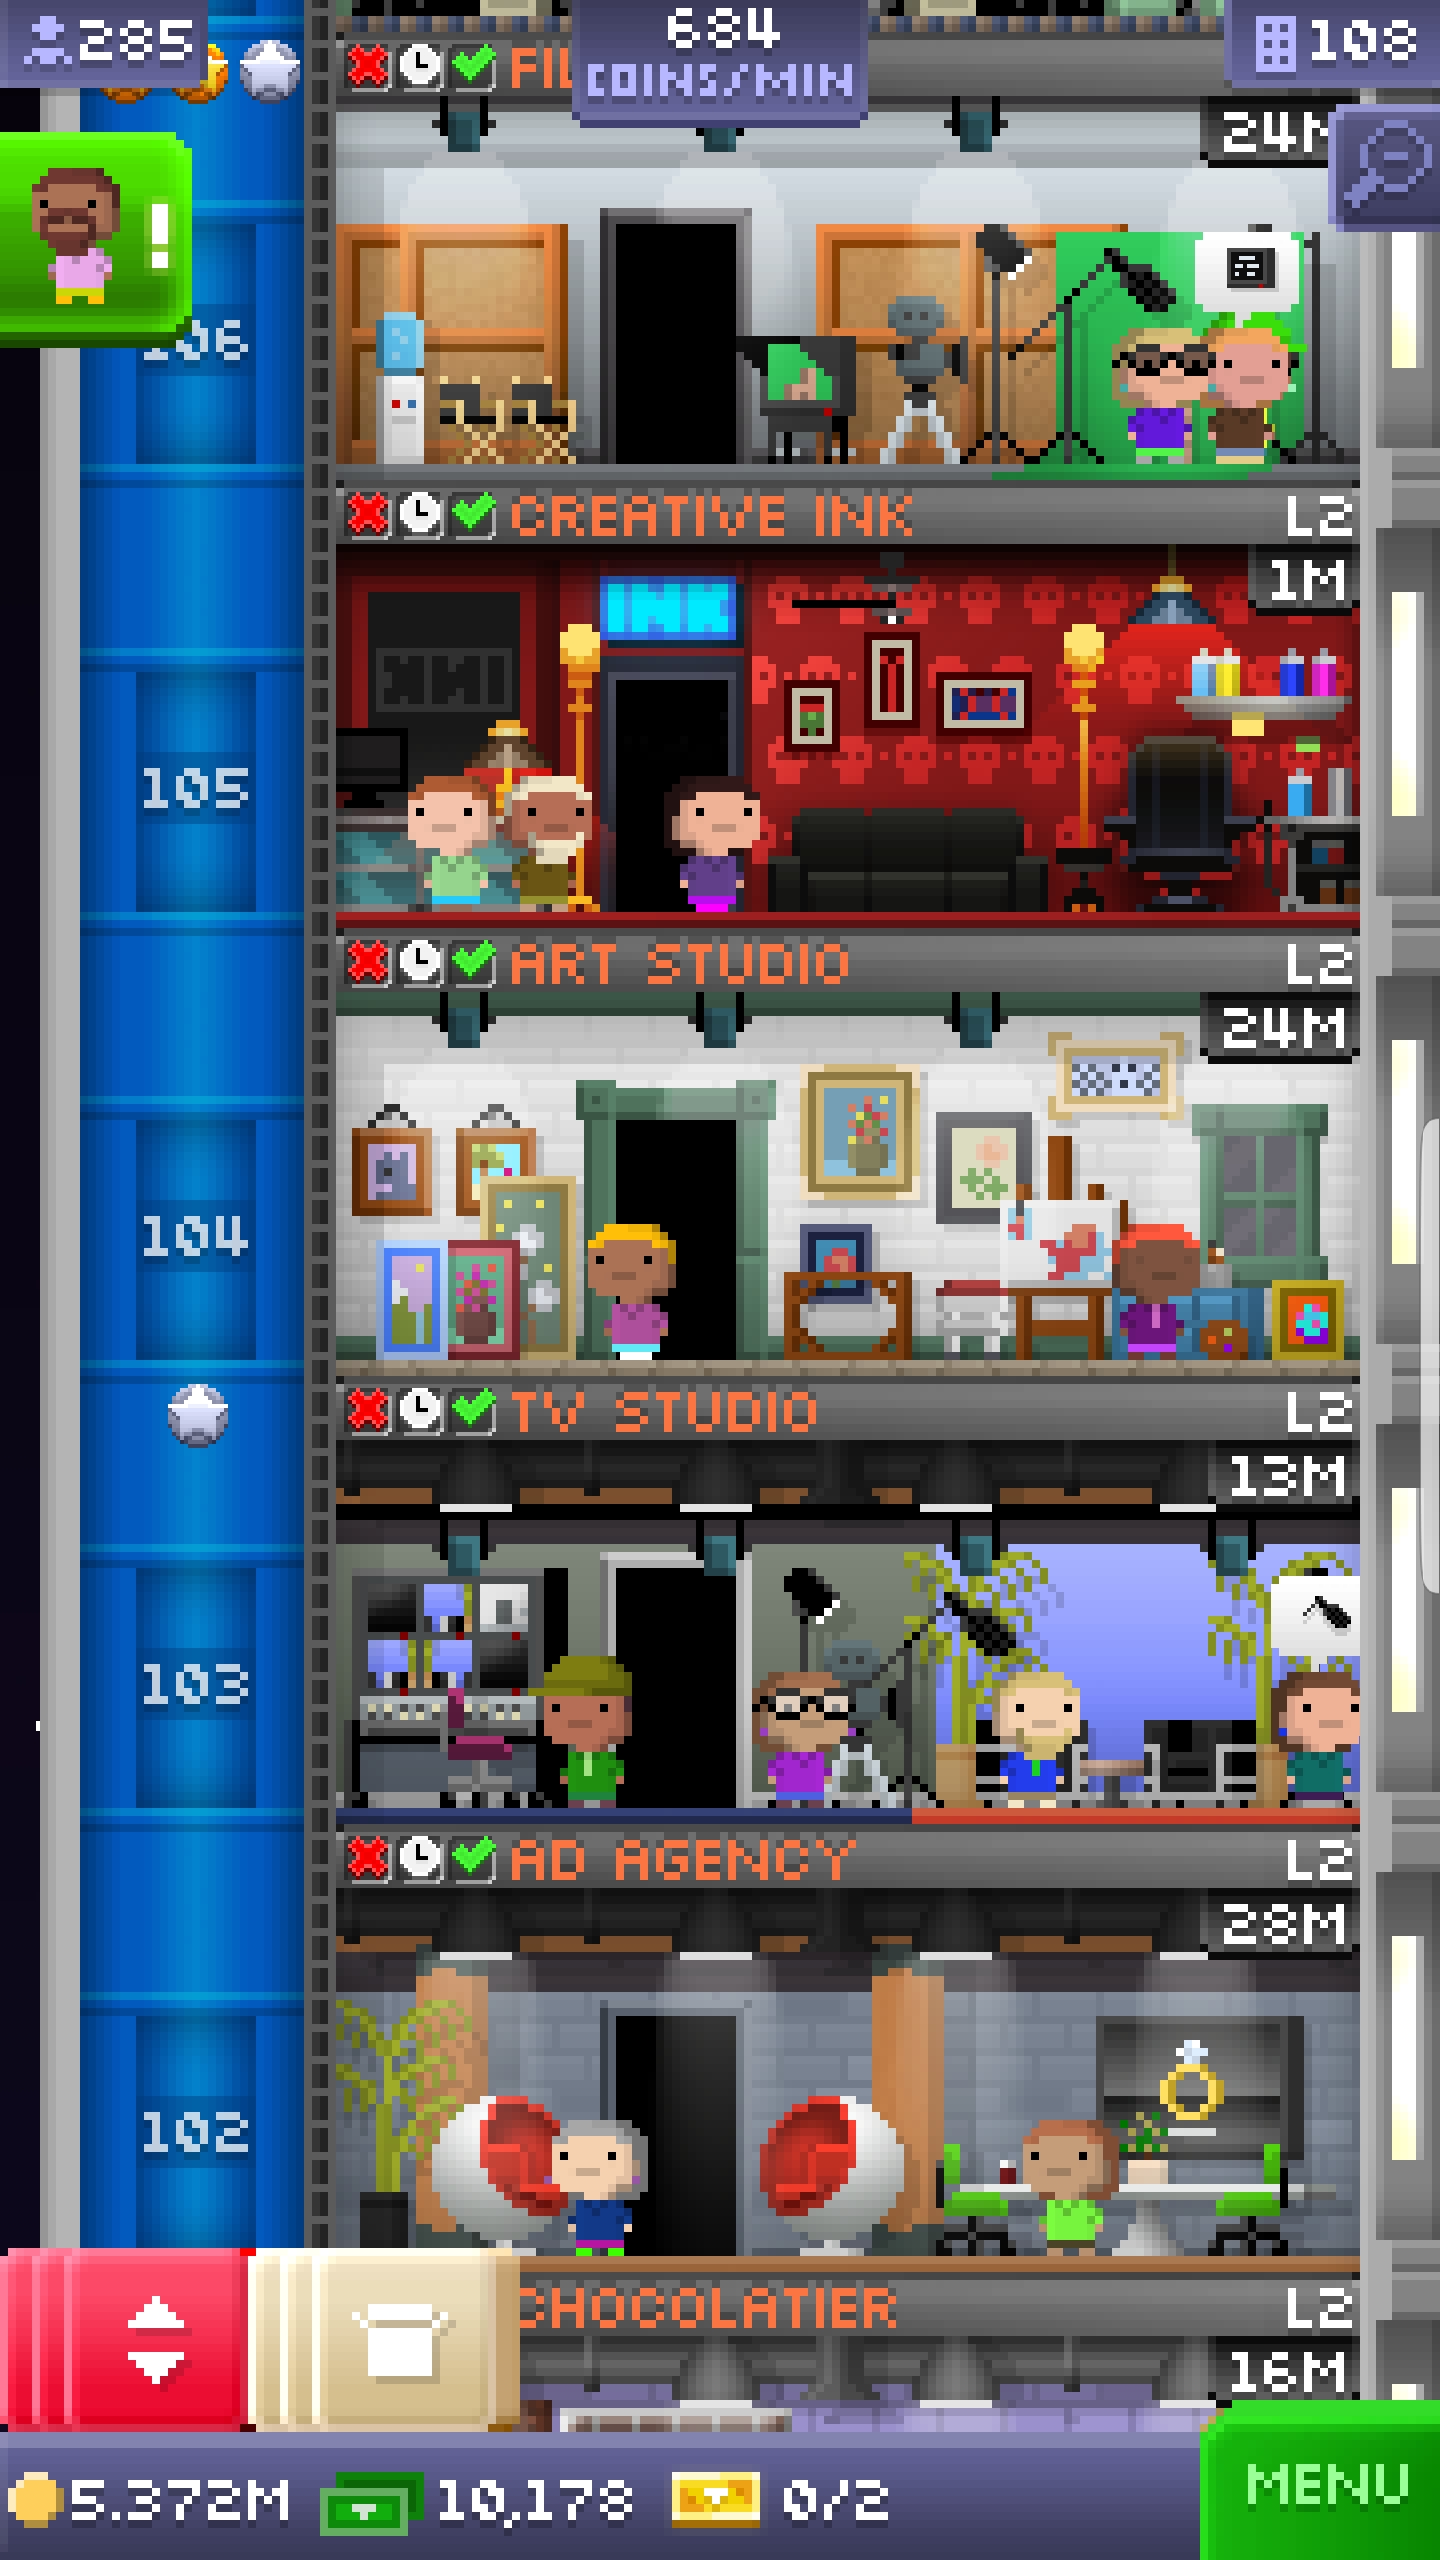 285
684
COINS/MIN
108
FIL
24M
!
106
CREATIVE INK
L2
1M
INK
105
ART STUDIO
L2
24M
104
TV STUDIO
L2
13M
103
AD AGENCY
L2
28M
102
CHOCOLATIER
L2
16M
5.372M
10,178
0/2
MENU